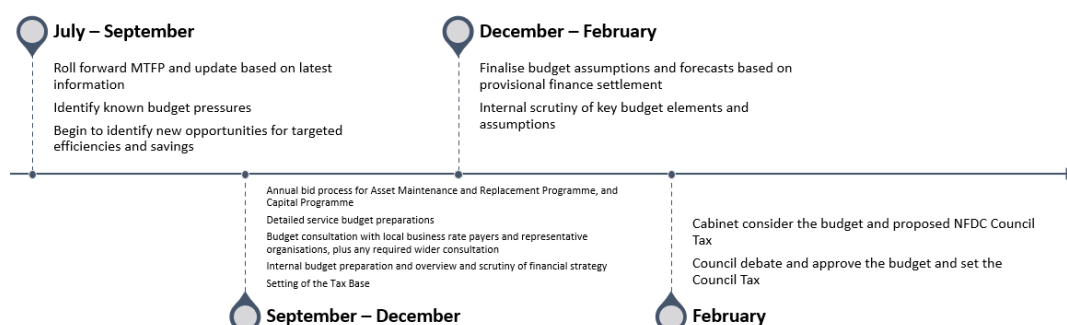 July – September
Roll forward MTFP and update based on latest
information
Identify known budget pressures
Begin to identify new opportunities for targeted
efficiencies and savings
December – February
Finalise budget assumptions and forecasts based on
provisional finance settlement
Internal scrutiny of key budget elements and
assumptions
Annual bid process for Asset Maintenance and Replacement Programme, and
Capital Programme
Detailed service budget preparations
Budget consultation with local business rate payers and representative
organisations, plus any required wider consultation
Internal budget preparation and overview and scrutiny of financial strategy
Setting of the Tax Base
September – December
Cabinet consider the budget and proposed NFDC Council
Tax
Council debate and approve the budget and set the
Council Tax
February